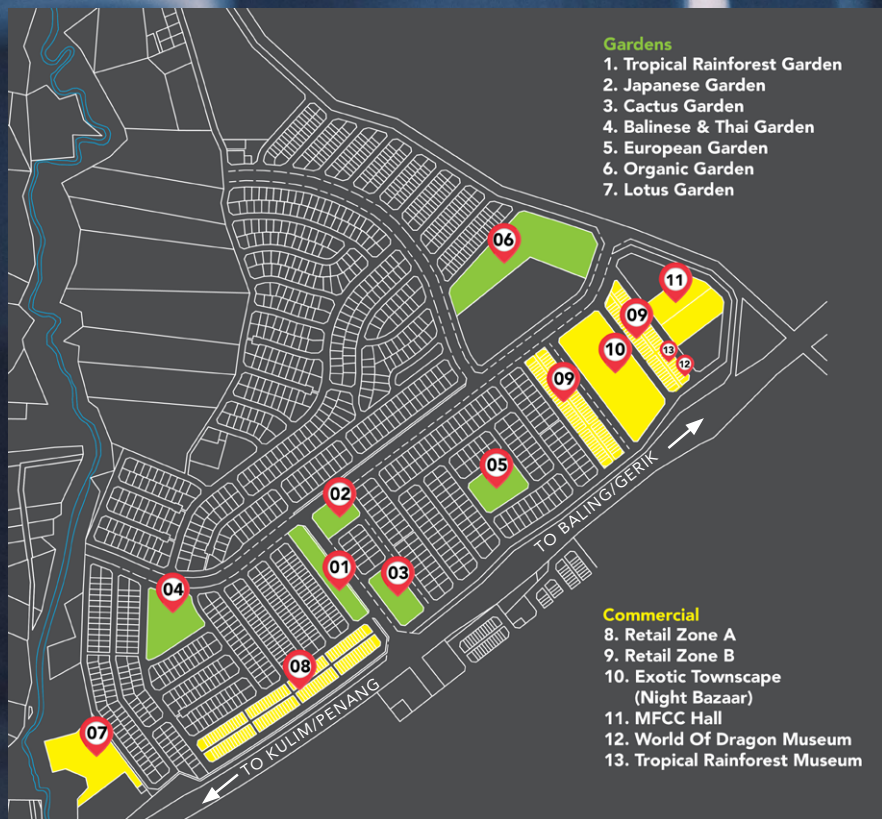 Gardens
1. Tropical Rainforest Garden
2. Japanese Garden
3. Cactus Garden
4. Balinese & Thai Garden
5. European Garden
6. Organic Garden
7. Lotus Garden
06
11
09
10
13
12
09
05
02
01
03
04
08
07
TO BALING/GERIK
TO KULIM/PENANG
Commercial
8. Retail Zone A
9. Retail Zone B
10. Exotic Townscape
(Night Bazaar)
11. MFCC Hall
12. World Of Dragon Museum
13. Tropical Rainforest Museum